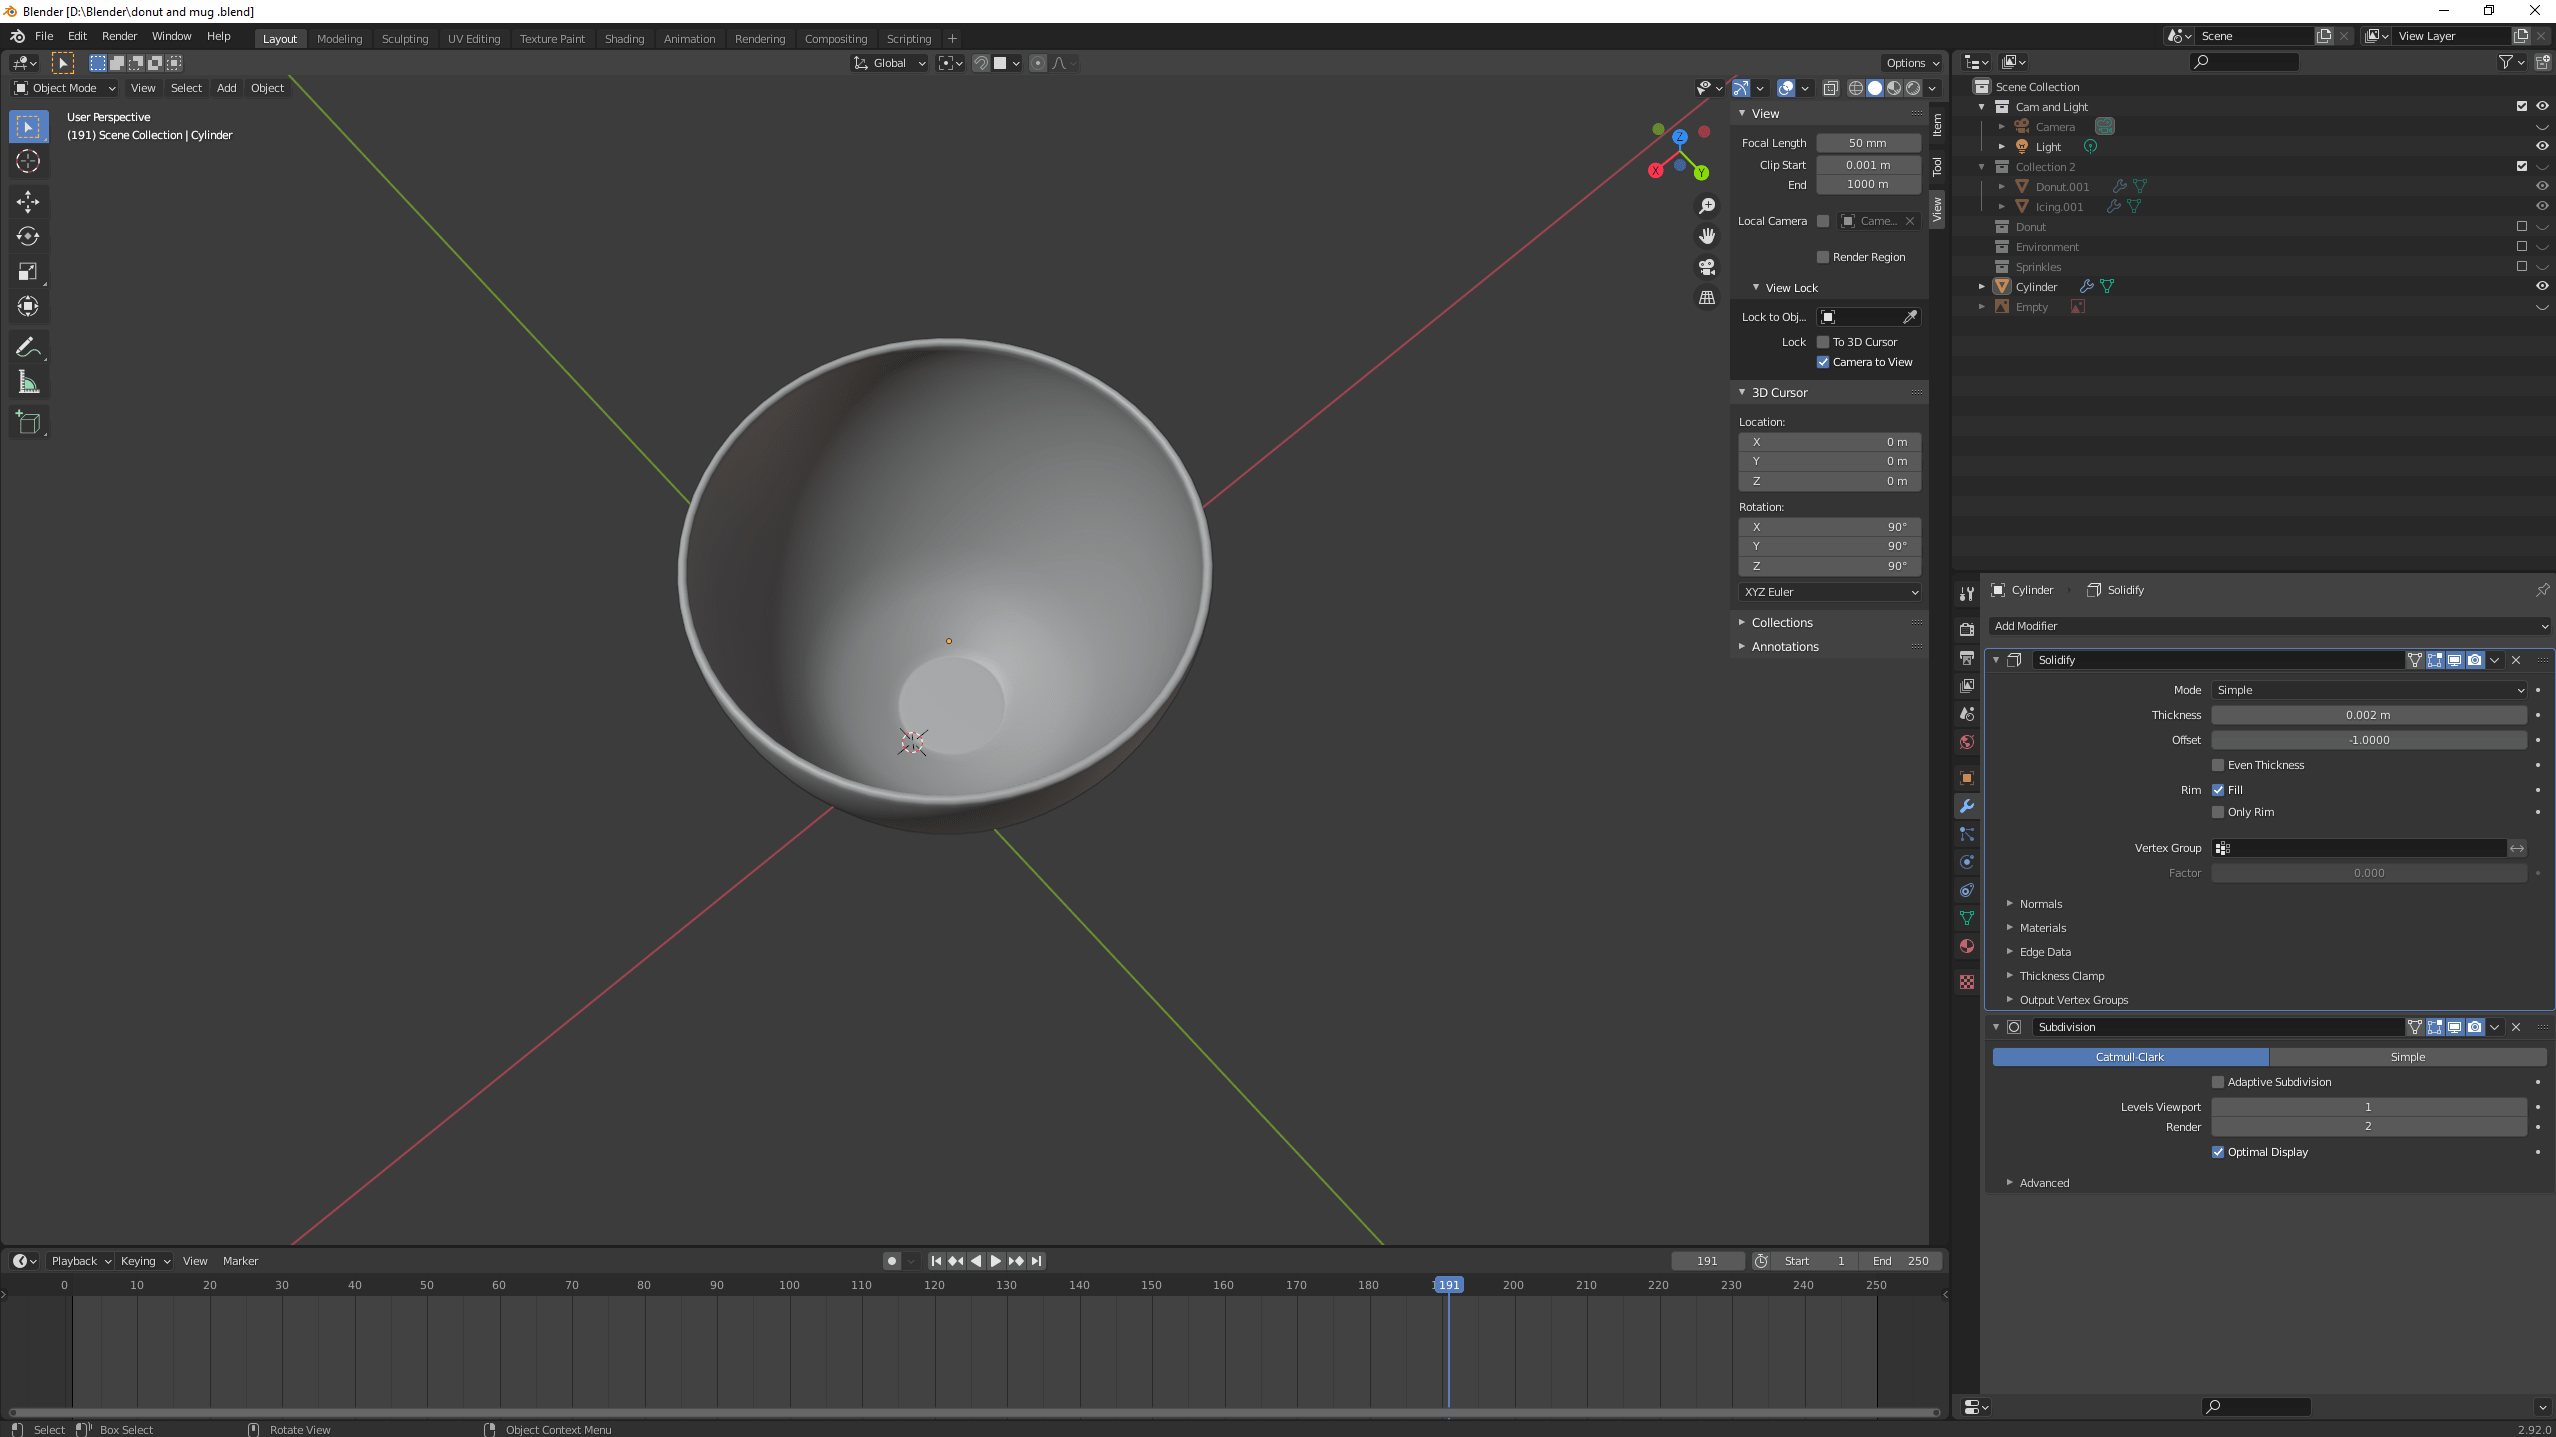 Blender [D:\Blender\donut and mug .blend]
File Edit Render Window Help
Layout Modeling Sculpting UV Editing Texture Paint Shading Animation Rendering Compositing Scripting +
Scene
View Layer
Global
Options
Object Mode View Select Add Object
User Perspective
(191) Scene Collection | Cylinder
Z
X
Y
View
Focal Length 50 mm
Clip Start 0.001 m
End 1000 m
Local Camera Came...
Render Region
View Lock
Lock to Obj...
Lock To 3D Cursor
Camera to View
3D Cursor
Location:
X 0 m
Y 0 m
Z 0 m
Rotation:
X 90°
Y 90°
Z 90°
XYZ Euler
Collections
Annotations
Item
Tool
View
Scene Collection
Cam and Light
Camera
Light
Collection 2
Donut.001
Icing.001
Donut
Environment
Sprinkles
Cylinder
Empty
Cylinder Solidify
Add Modifier
Solidify
Mode Simple
Thickness 0.002 m
Offset -1.0000
Even Thickness
Rim Fill
Only Rim
Vertex Group
Factor 0.000
Normals
Materials
Edge Data
Thickness Clamp
Output Vertex Groups
Subdivision
Catmull-Clark Simple
Adaptive Subdivision
Levels Viewport 1
Render 2
Optimal Display
Advanced
Playback Keying View Marker
191 Start 1 End 250
0 10 20 30 40 50 60 70 80 90 100 110 120 130 140 150 160 170 180 191 200 210 220 230 240 250
Select Box Select Rotate View Object Context Menu
2.92.0